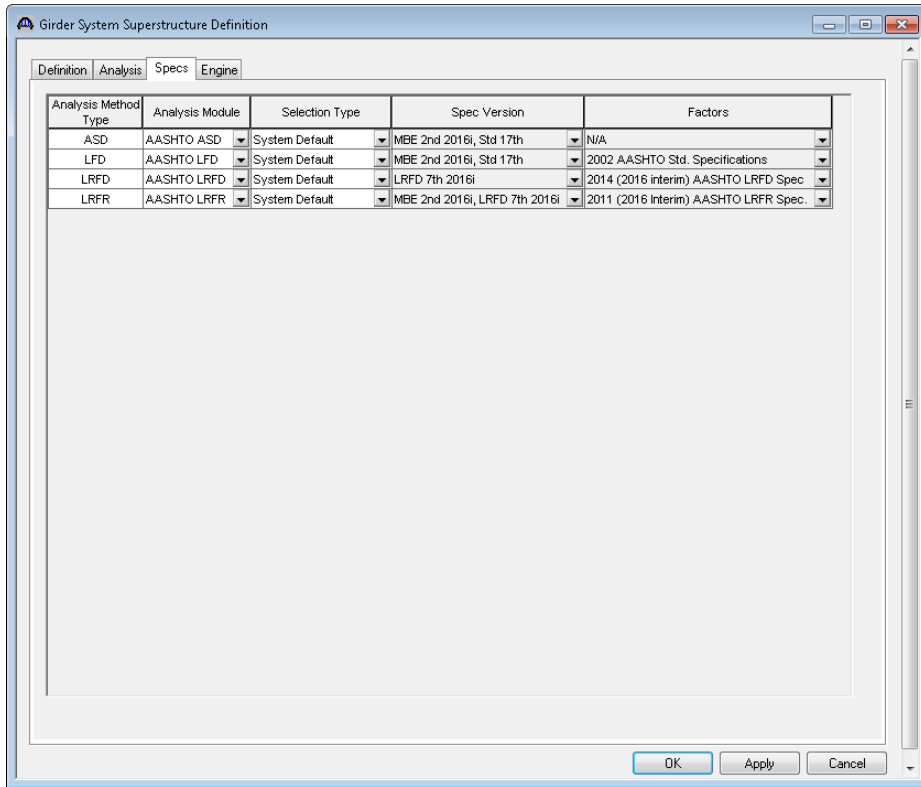 Girder System Superstructure Definition
Definition Analysis Specs Engine
Analysis Method Type Analysis Module Selection Type Spec Version Factors
ASD AASHTO ASD System Default MBE 2nd 2016i, Std 17th N/A
LFD AASHTO LFD System Default MBE 2nd 2016i, Std 17th 2002 AASHTO Std. Specifications
LRFD AASHTO LRFD System Default LRFD 7th 2016i 2014 (2016 interim) AASHTO LRFD Spec
LRFR AASHTO LRFR System Default MBE 2nd 2016i, LRFD 7th 2016i 2011 (2016 Interim) AASHTO LRFR Spec.
OK Apply Cancel